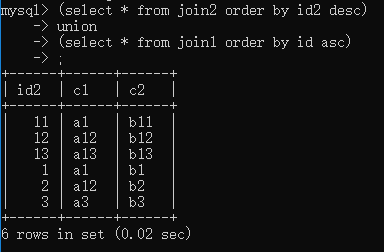 mysql> (select * from join2 order by id2 desc)
    -> union
    -> (select * from join1 order by id asc)
    -> ;
+-----+------+------+
| id2 | c1   | c2   |
+-----+------+------+
|  11 | a1   | b11  |
|  12 | a12  | b12  |
|  13 | a13  | b13  |
|   1 | a1   | b1   |
|   2 | a12  | b2   |
|   3 | a3   | b3   |
+-----+------+------+
6 rows in set (0.02 sec)